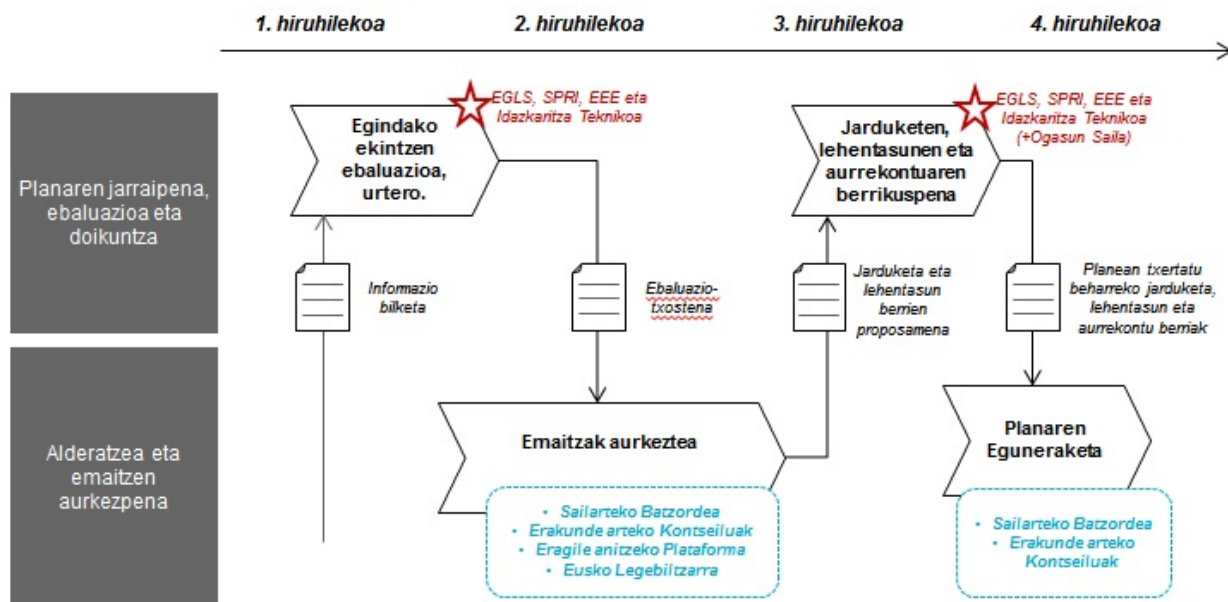 1. hiruhilekoa
2. hiruhilekoa
3. hiruhilekoa
4. hiruhilekoa
Planaren jarraipena,
ebaluazioa eta
doikuntza
Egindako
ekintzen
ebaluazioa,
urtero.
EGLS, SPRI, EEE eta
Idazkaritza Teknikoa
Jarduketen,
lehentasunen eta
aurrekontuaren
berrikuspena
EGLS, SPRI, EEE eta
Idazkaritza Teknikoa
(+Ogasun Saila)
Informazio
bilketa
Ebaluazio-
txostena
Jarduketa eta
lehentasun
berrien
proposamena
Planean txertatu
beharreko jarduketa,
lehentasun eta
aurrekontu berriak
Alderatzea eta
emaitzen
aurkezpena
Emaitzak aurkeztea
• Sailarteko Batzordea
• Erakunde arteko Kontseiluak
• Eragile anitzeko Plataforma
• Eusko Legebiltzarra
Planaren
Eguneraketa
• Sailarteko Batzordea
• Erakunde arteko
Kontseiluak